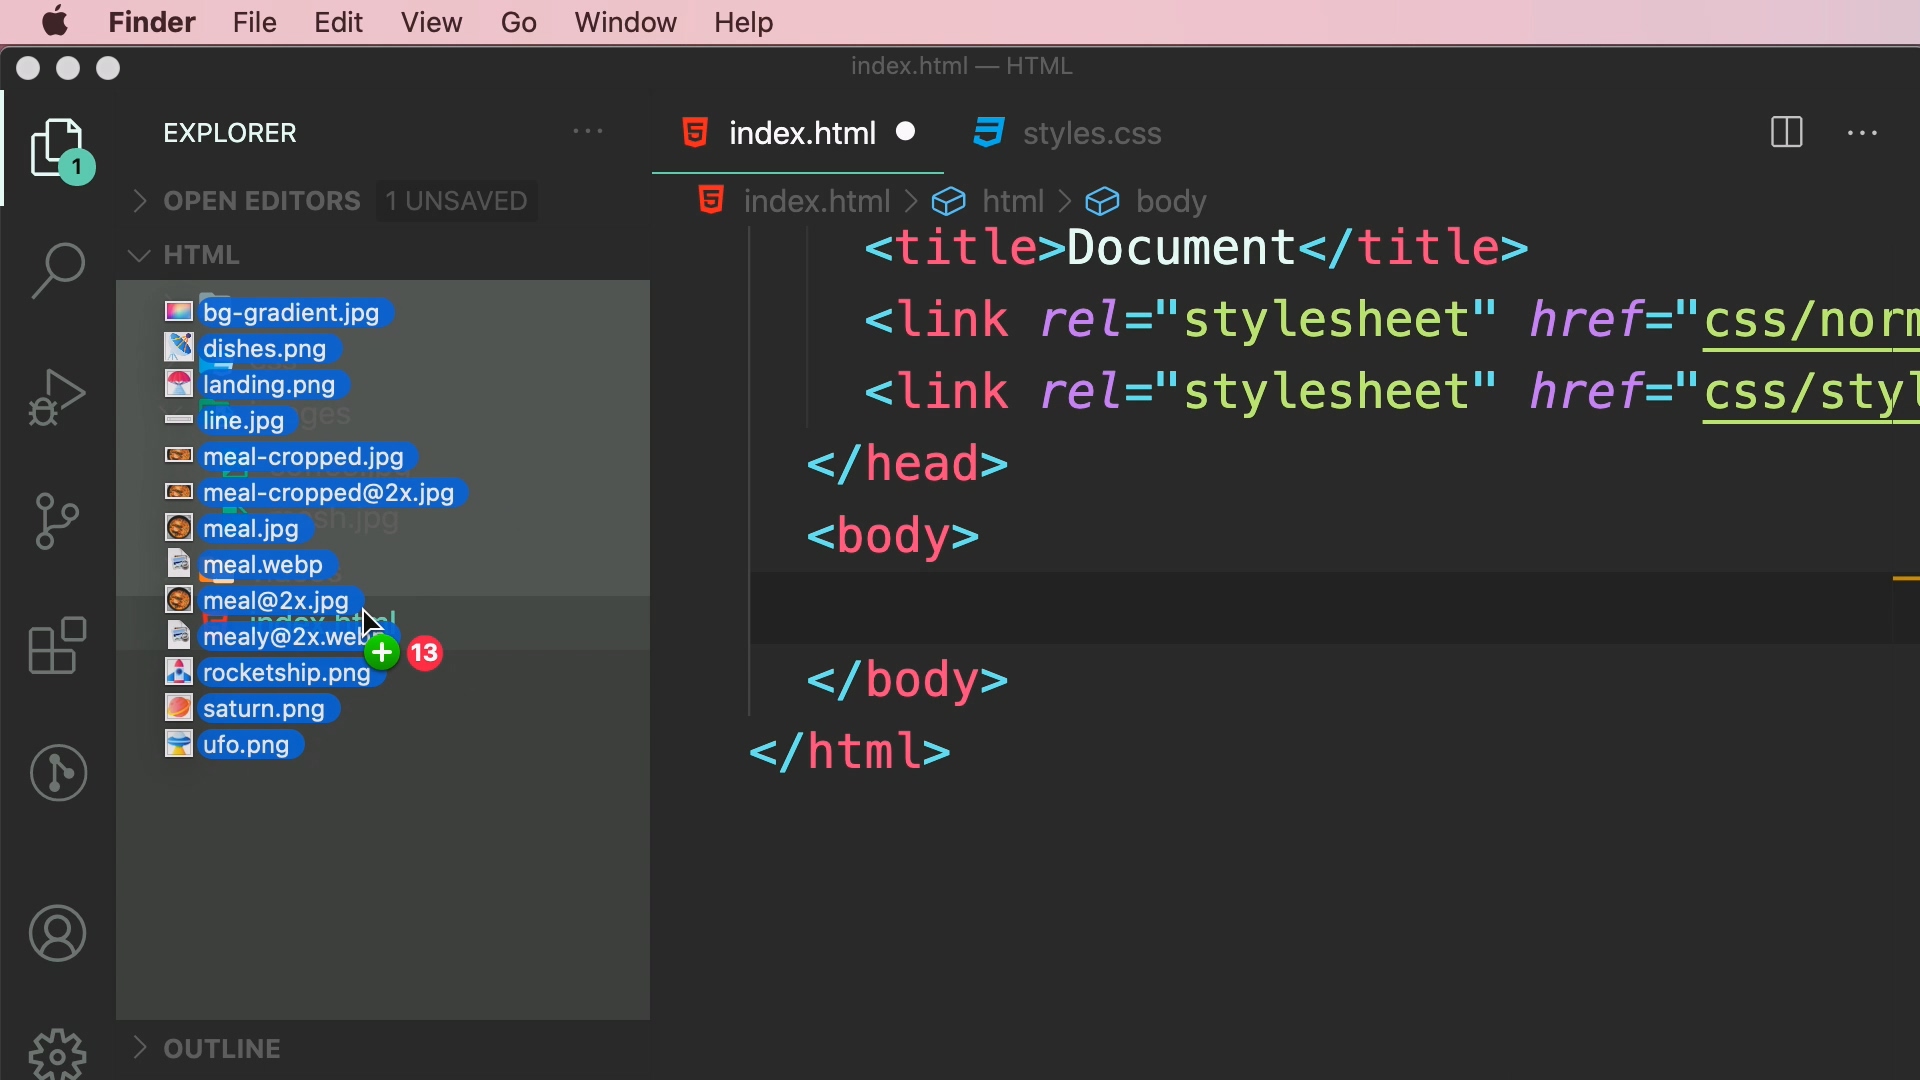 Finder File Edit View Go Window Help
index.html — HTML
EXPLORER
1
index.html
styles.css
OPEN EDITORS 1 UNSAVED
index.html > html > body
HTML
<title>Document</title>
<link rel="stylesheet" href="css/norm
<link rel="stylesheet" href="css/styl
</head>
<body>
</body>
</html>
bg-gradient.jpg
dishes.png
landing.png
line.jpg
meal-cropped.jpg
meal-cropped@2x.jpg
meal.jpg
meal.webp
meal@2x.jpg
index.html
mealy@2x.webp
13
rocketship.png
saturn.png
ufo.png
OUTLINE